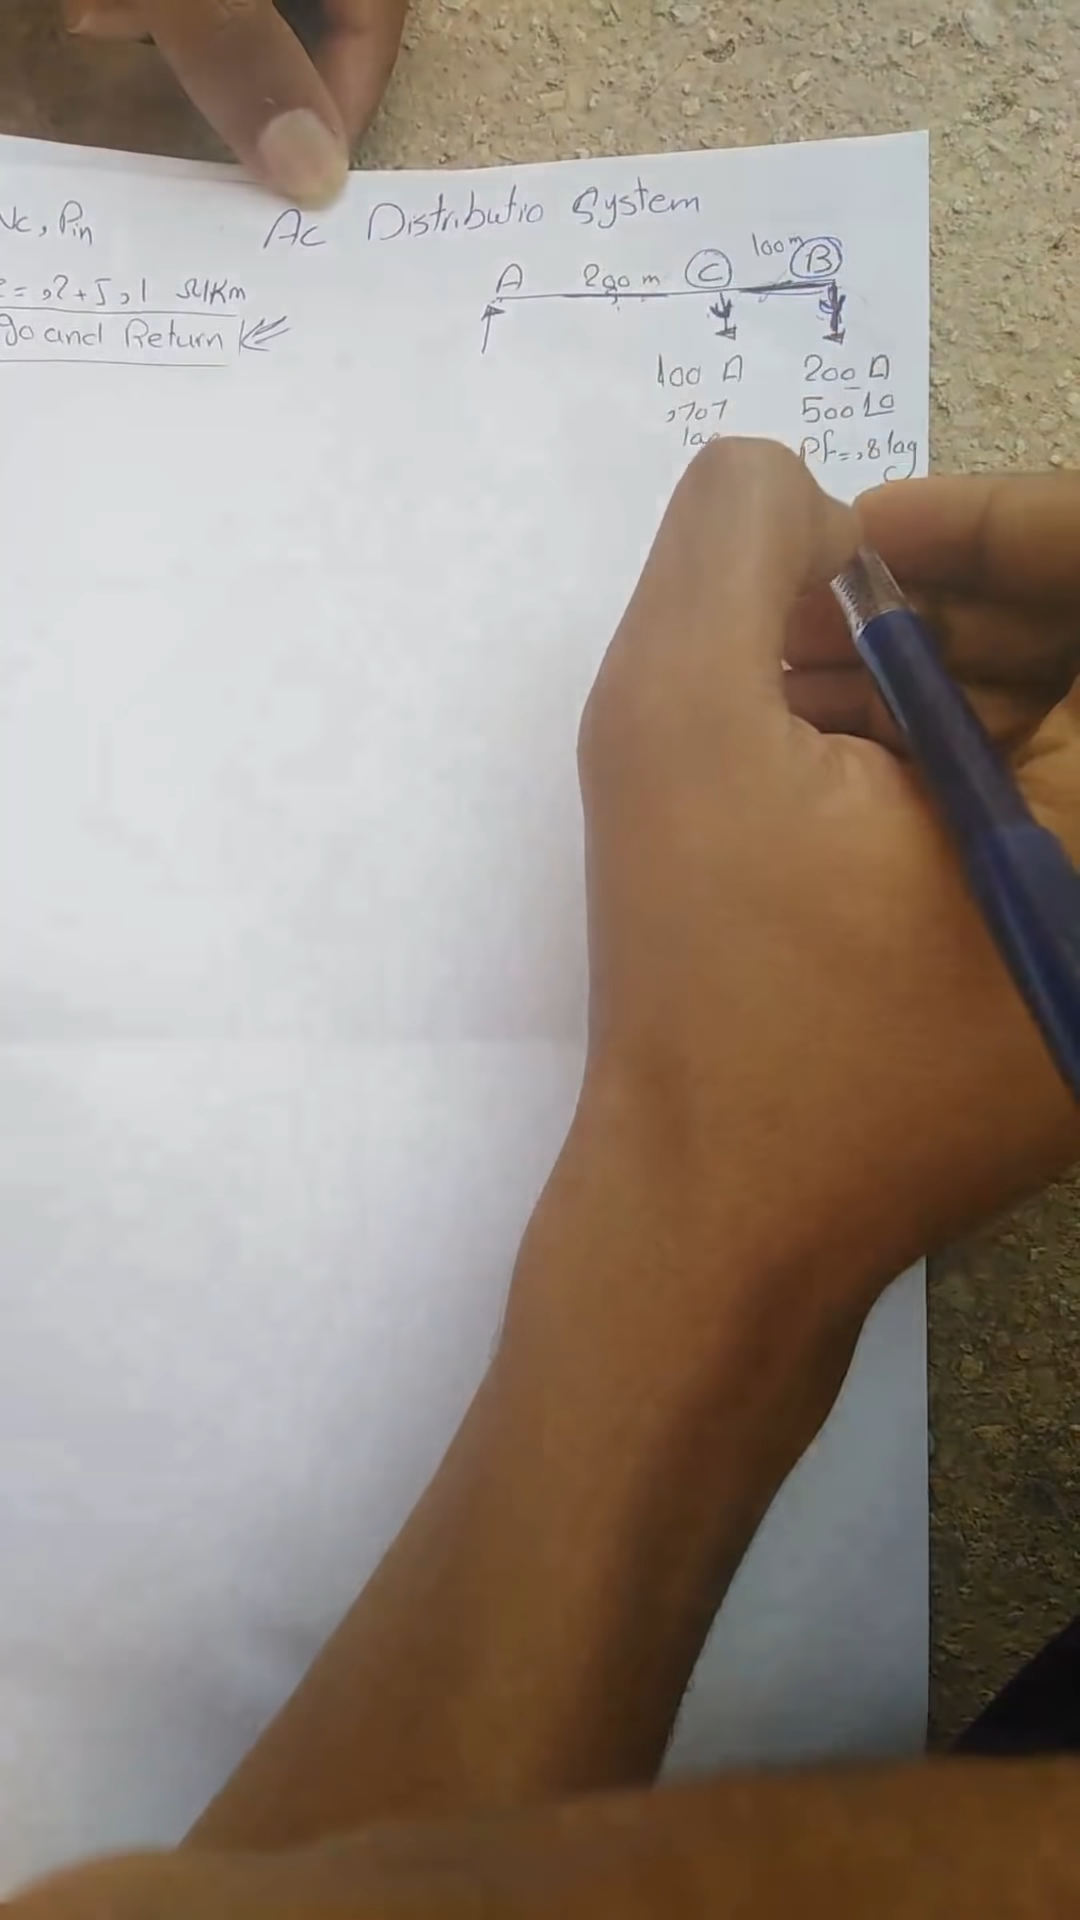 Vc, Pin
Ac Distributio System
= ,2 + J ,1 Ω/Km
go and Return
A 200 m C 100m B
100 A
,707
lag
200 A
500 L0
Pf = ,8 lag